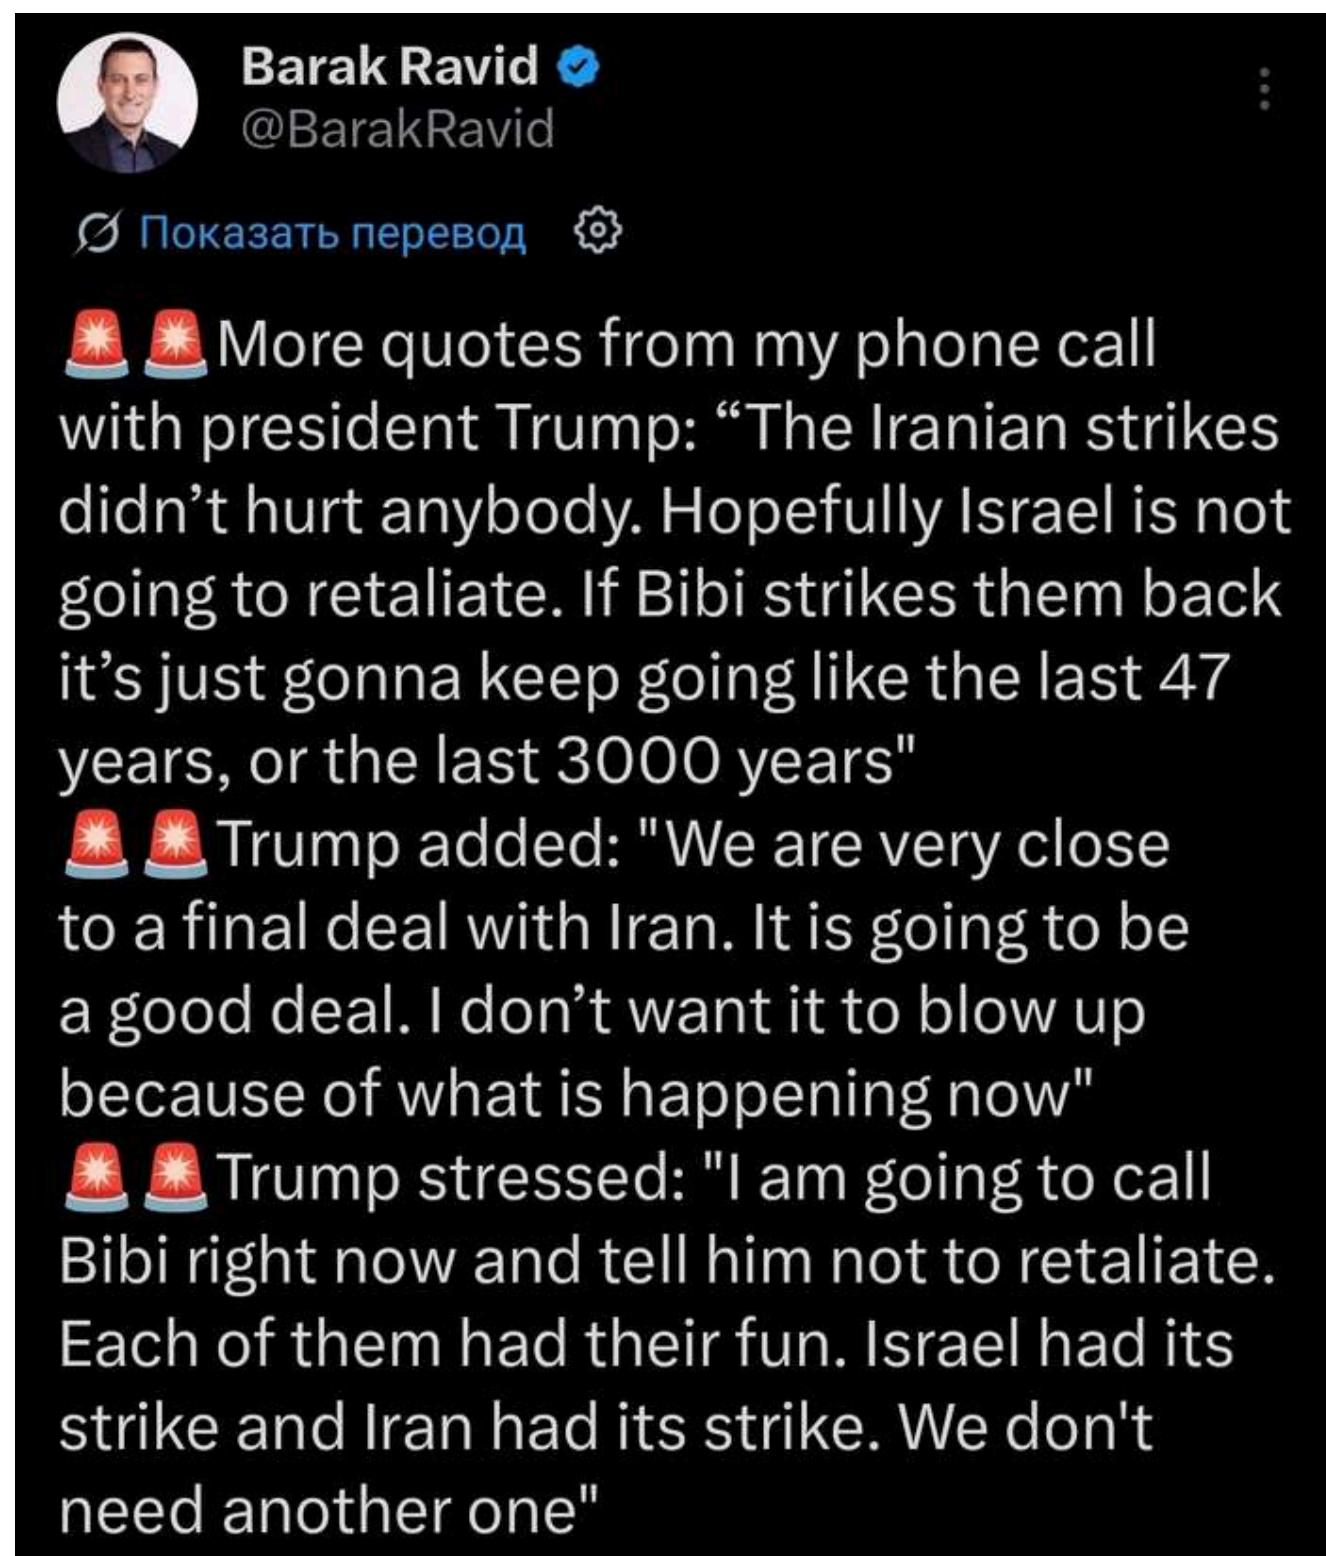 Barak Ravid
@BarakRavid
Показать перевод
🚨🚨More quotes from my phone call
with president Trump: “The Iranian strikes
didn’t hurt anybody. Hopefully Israel is not
going to retaliate. If Bibi strikes them back
it’s just gonna keep going like the last 47
years, or the last 3000 years"
🚨🚨Trump added: "We are very close
to a final deal with Iran. It is going to be
a good deal. I don’t want it to blow up
because of what is happening now"
🚨🚨Trump stressed: "I am going to call
Bibi right now and tell him not to retaliate.
Each of them had their fun. Israel had its
strike and Iran had its strike. We don't
need another one"